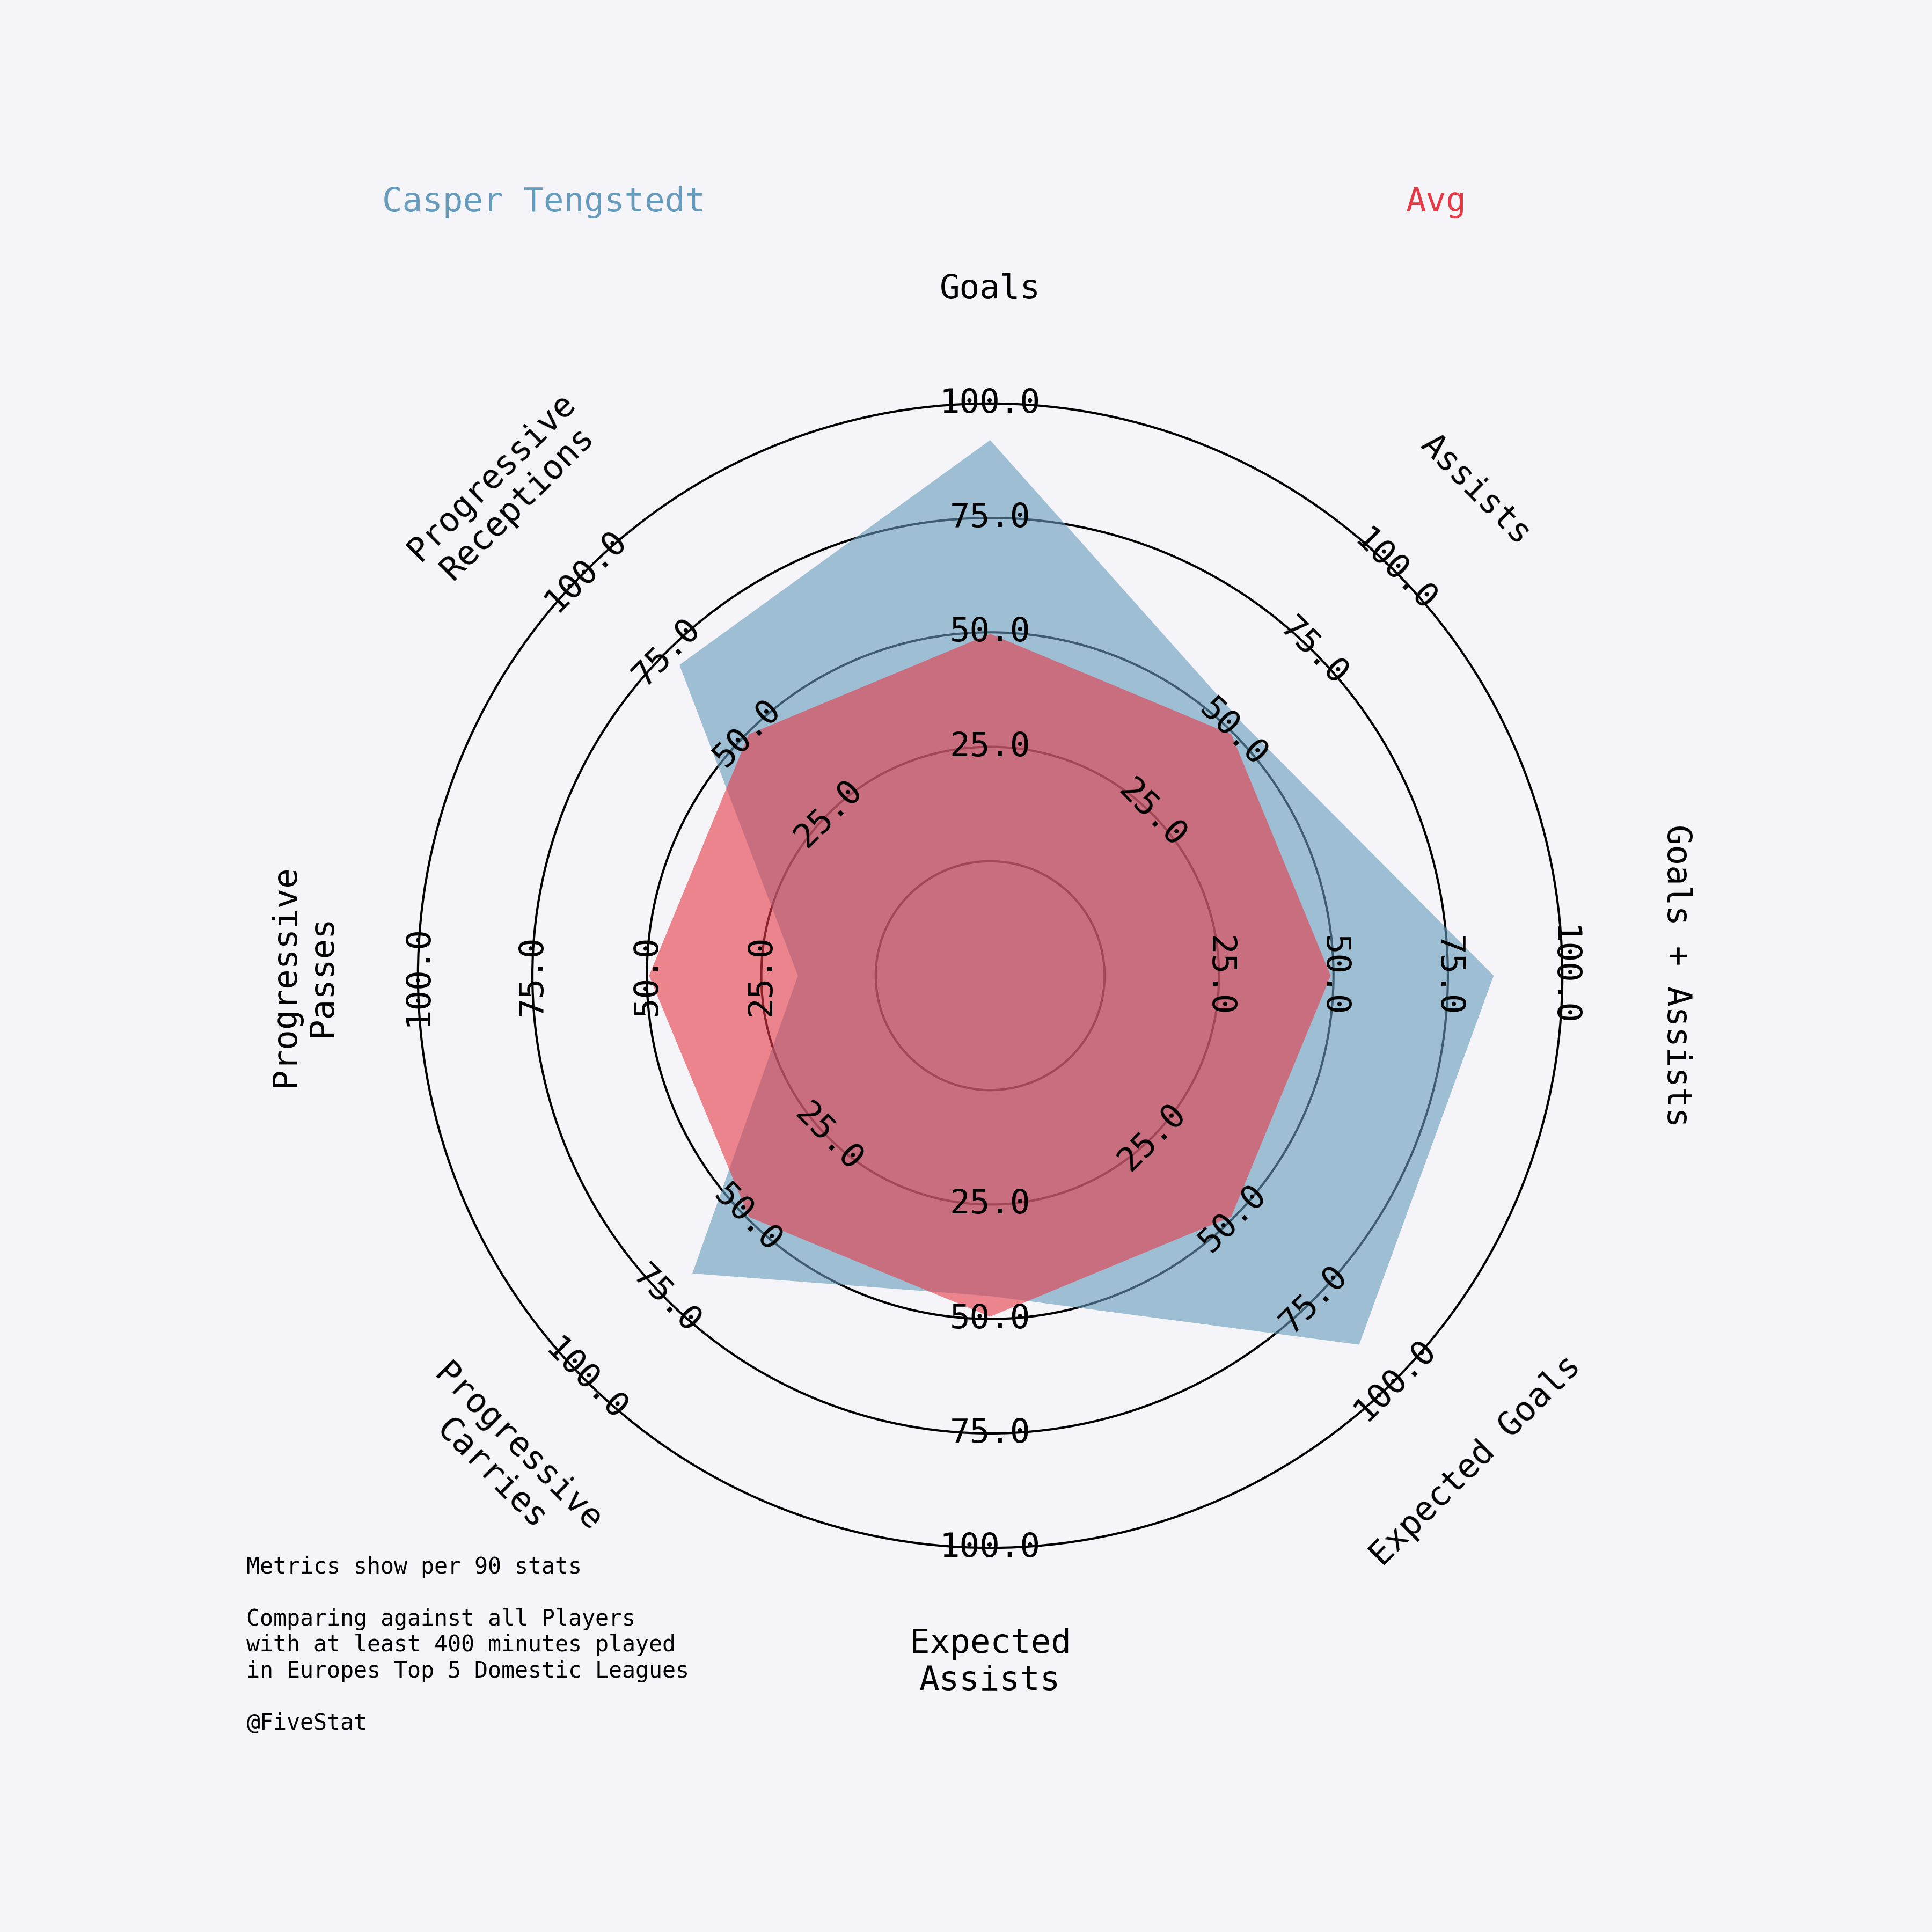 Casper Tengstedt
Avg
Goals
Assists
Goals + Assists
Expected Goals
Expected
Assists
Progressive
Carries
Progressive
Passes
Progressive
Receptions
25.0
50.0
75.0
100.0
25.0
50.0
75.0
100.0
25.0
50.0
75.0
100.0
25.0
50.0
75.0
100.0
25.0
50.0
75.0
100.0
25.0
50.0
75.0
100.0
25.0
50.0
75.0
100.0
25.0
50.0
75.0
100.0
Metrics show per 90 stats
Comparing against all Players
with at least 400 minutes played
in Europes Top 5 Domestic Leagues
@FiveStat